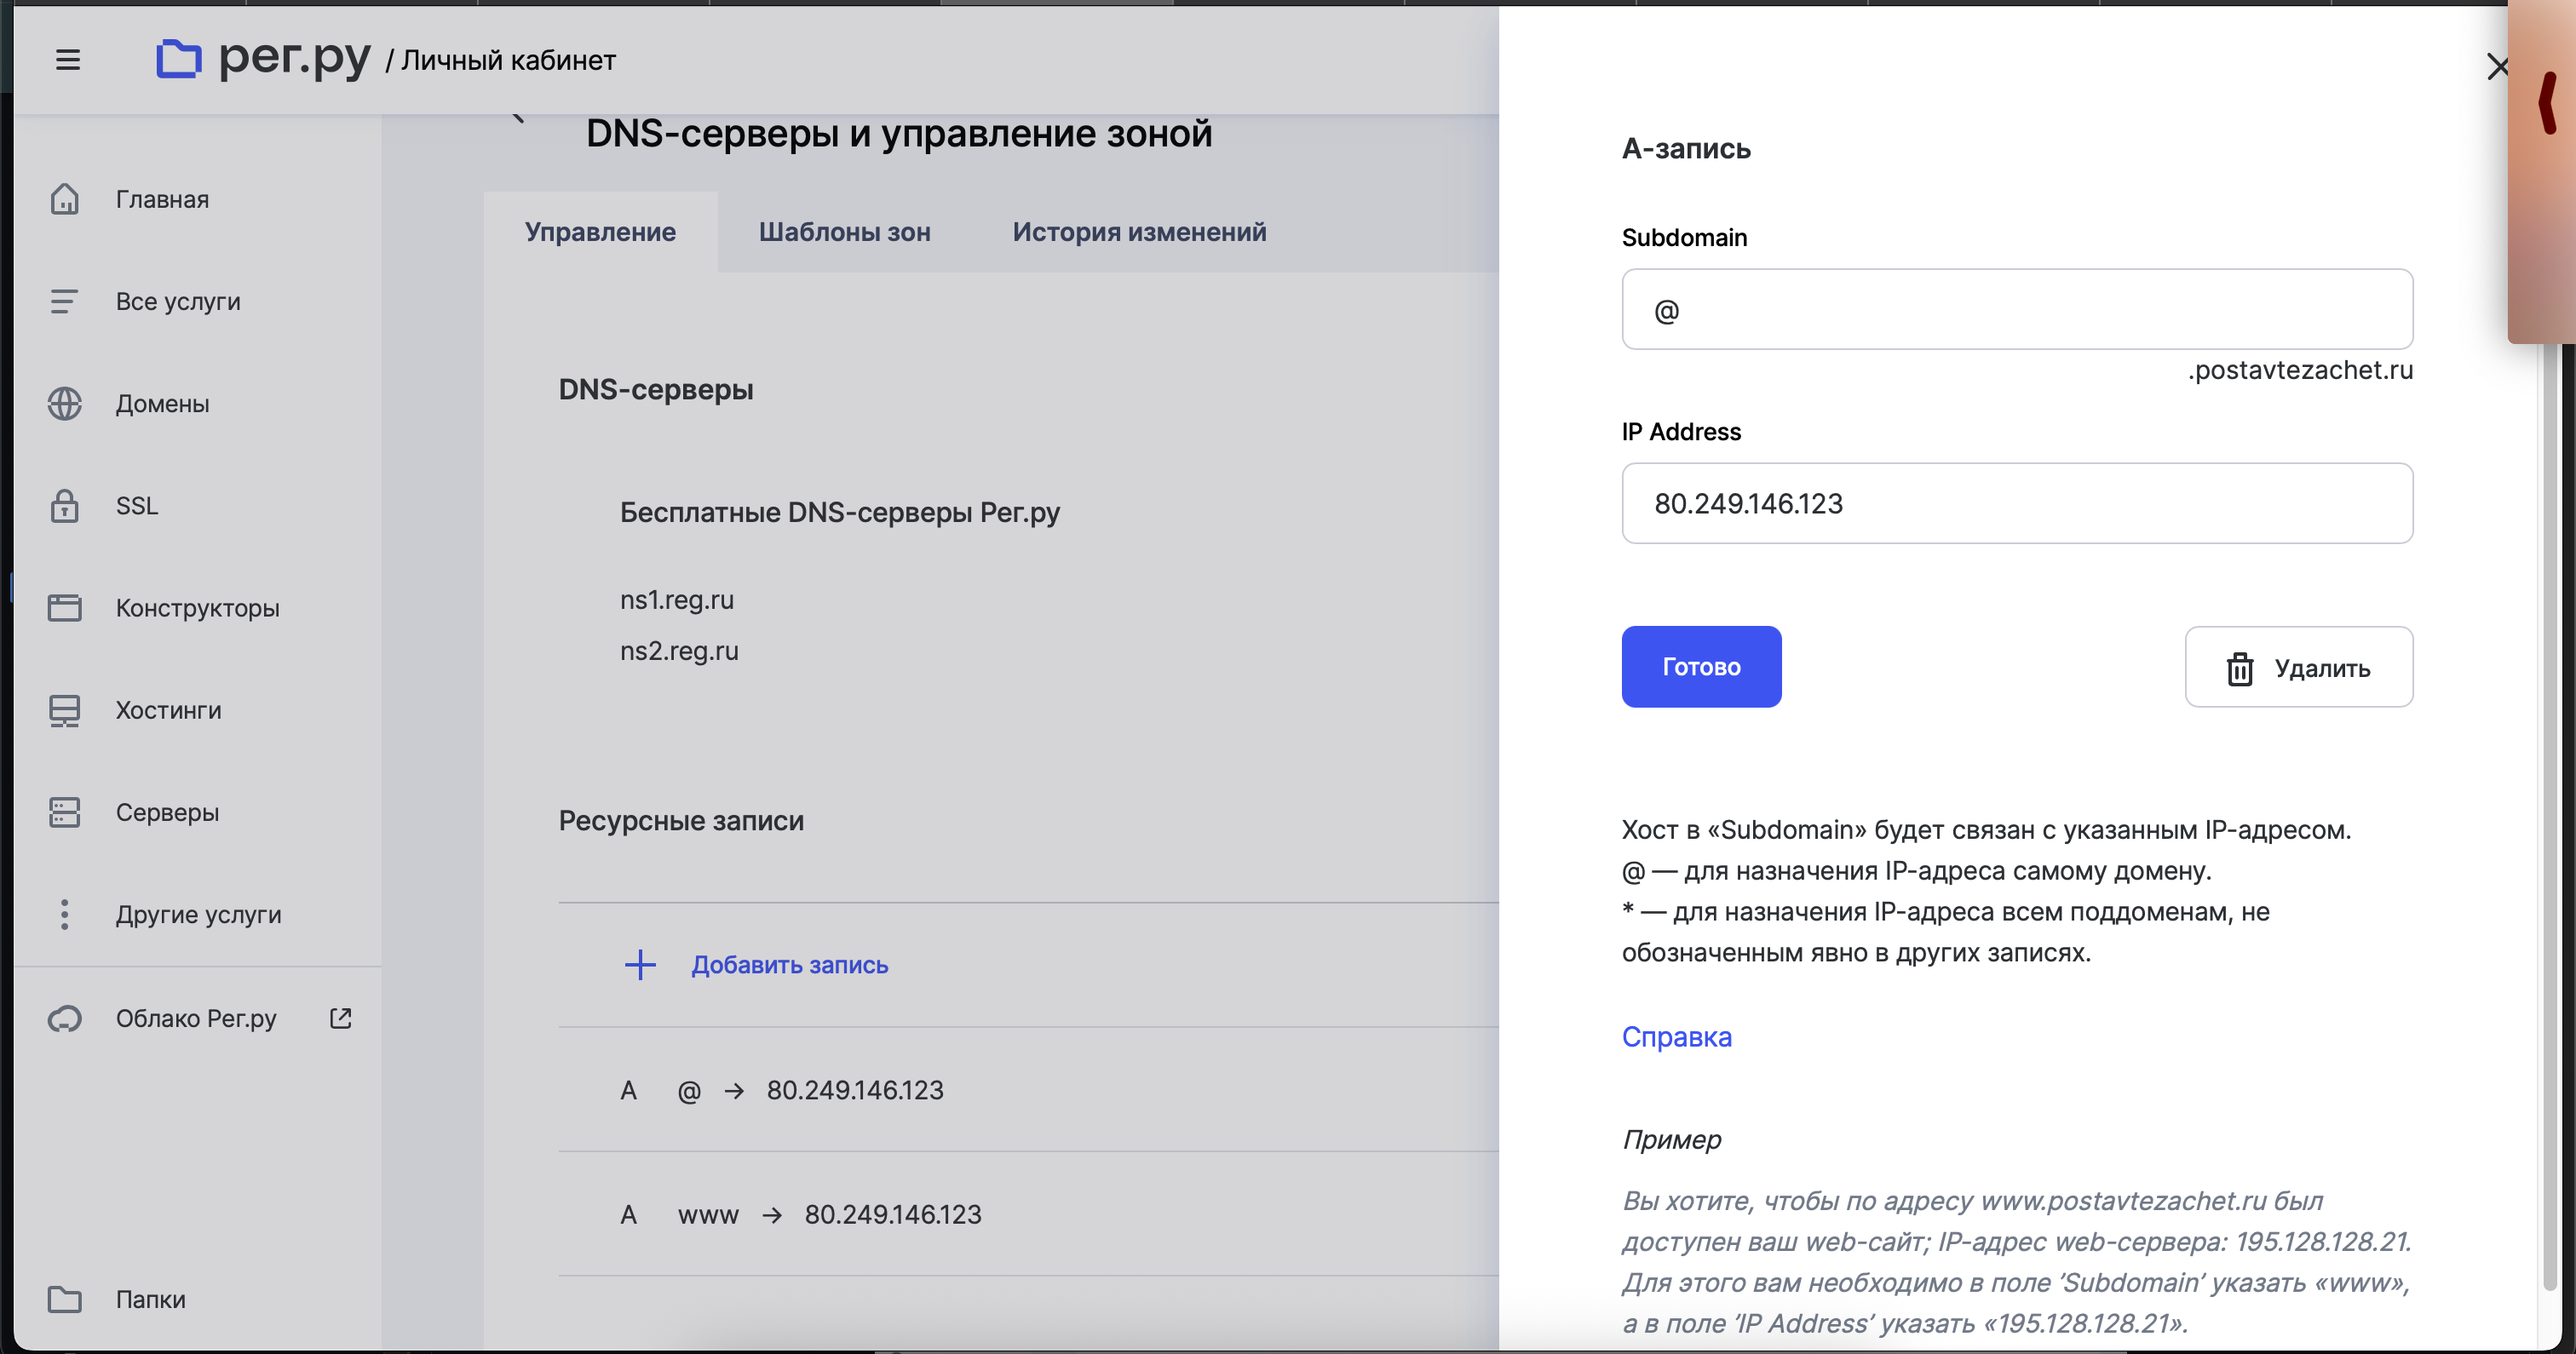 рег.ру / Личный кабинет
Главная
Все услуги
Домены
SSL
Конструкторы
Хостинги
Серверы
Другие услуги
Облако Рег.ру
Папки
DNS-серверы и управление зоной
Управление
Шаблоны зон
История изменений
DNS-серверы
Бесплатные DNS-серверы Рег.ру
ns1.reg.ru
ns2.reg.ru
Ресурсные записи
Добавить запись
A @ → 80.249.146.123
A www → 80.249.146.123
А-запись
Subdomain
@
.postavtezachet.ru
IP Address
80.249.146.123
Готово
Удалить
Хост в «Subdomain» будет связан с указанным IP-адресом.
@ — для назначения IP-адреса самому домену.
* — для назначения IP-адреса всем поддоменам, не
обозначенным явно в других записях.
Справка
Пример
Вы хотите, чтобы по адресу www.postavtezachet.ru был
доступен ваш web-сайт; IP-адрес web-сервера: 195.128.128.21.
Для этого вам необходимо в поле ’Subdomain’ указать «www»,
а в поле ’IP Address’ указать «195.128.128.21».